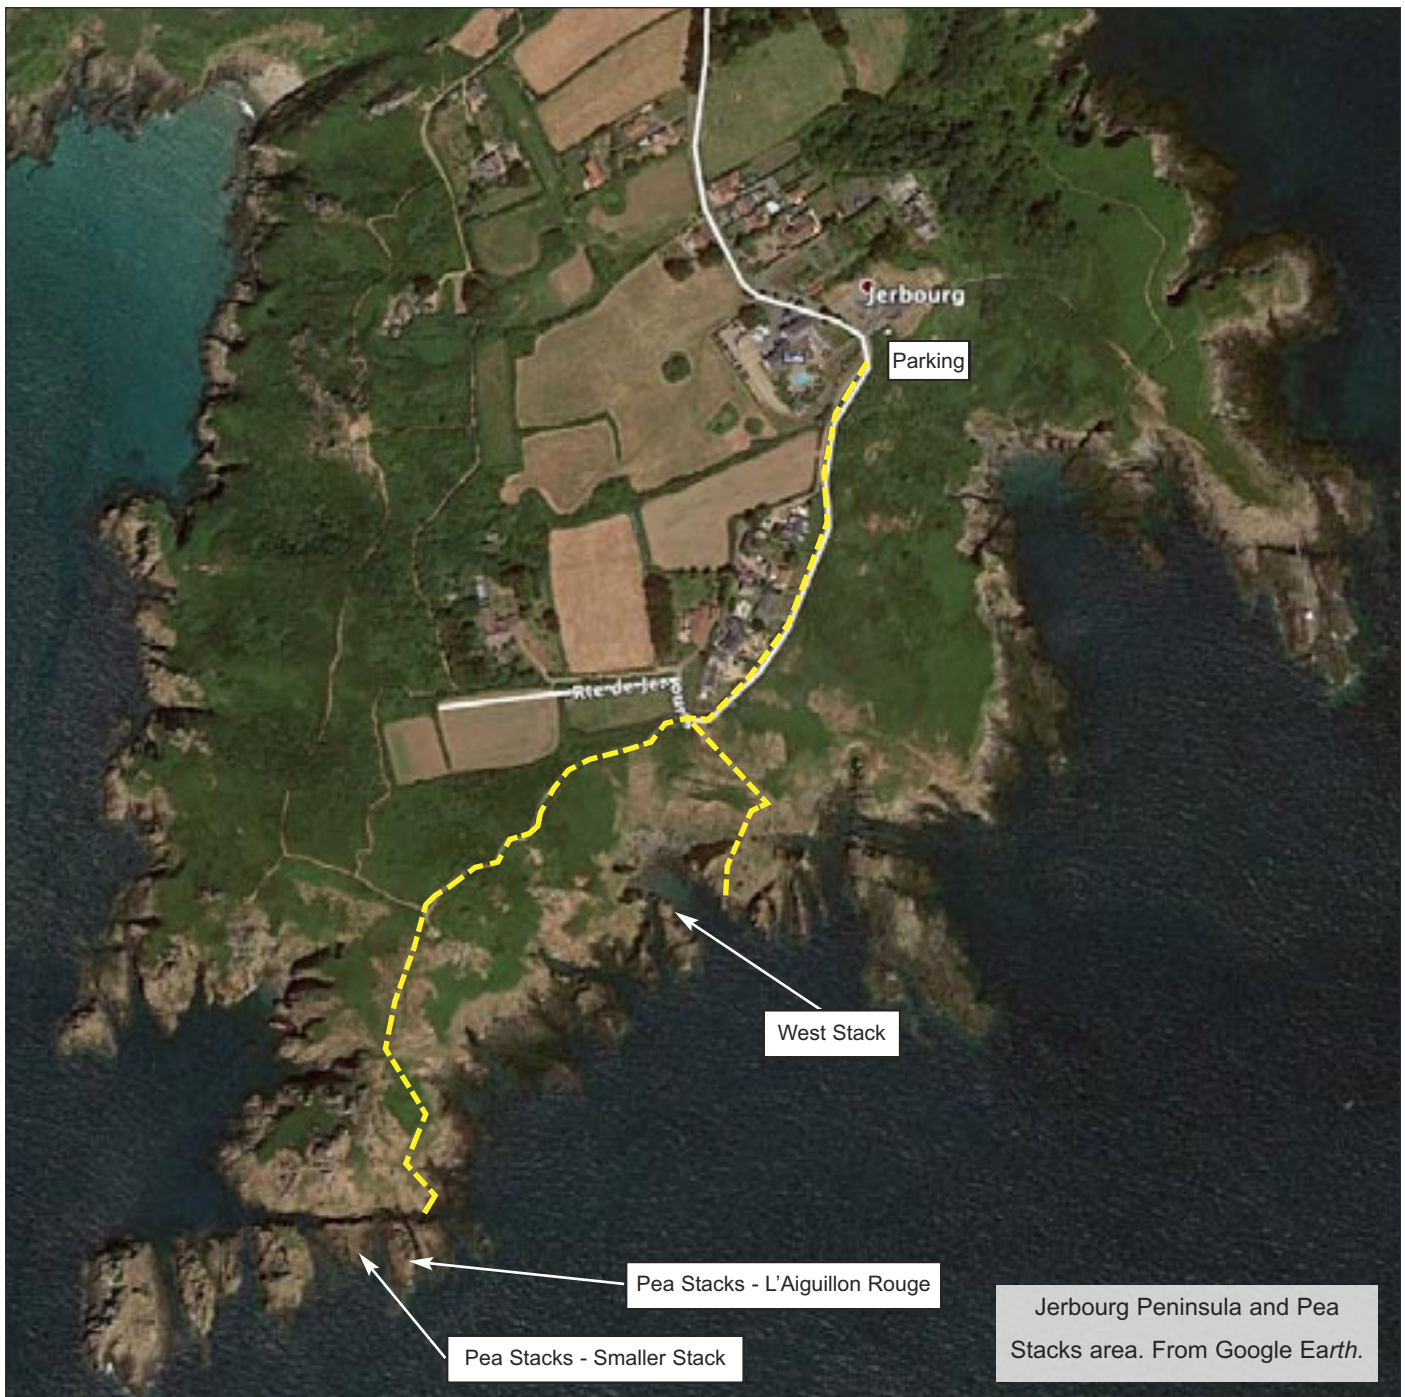 Jerbourg
Parking
Rte-de-Jerbourg
West Stack
Pea Stacks - L'Aiguillon Rouge
Pea Stacks - Smaller Stack
Jerbourg Peninsula and Pea
Stacks area. From Google Earth.